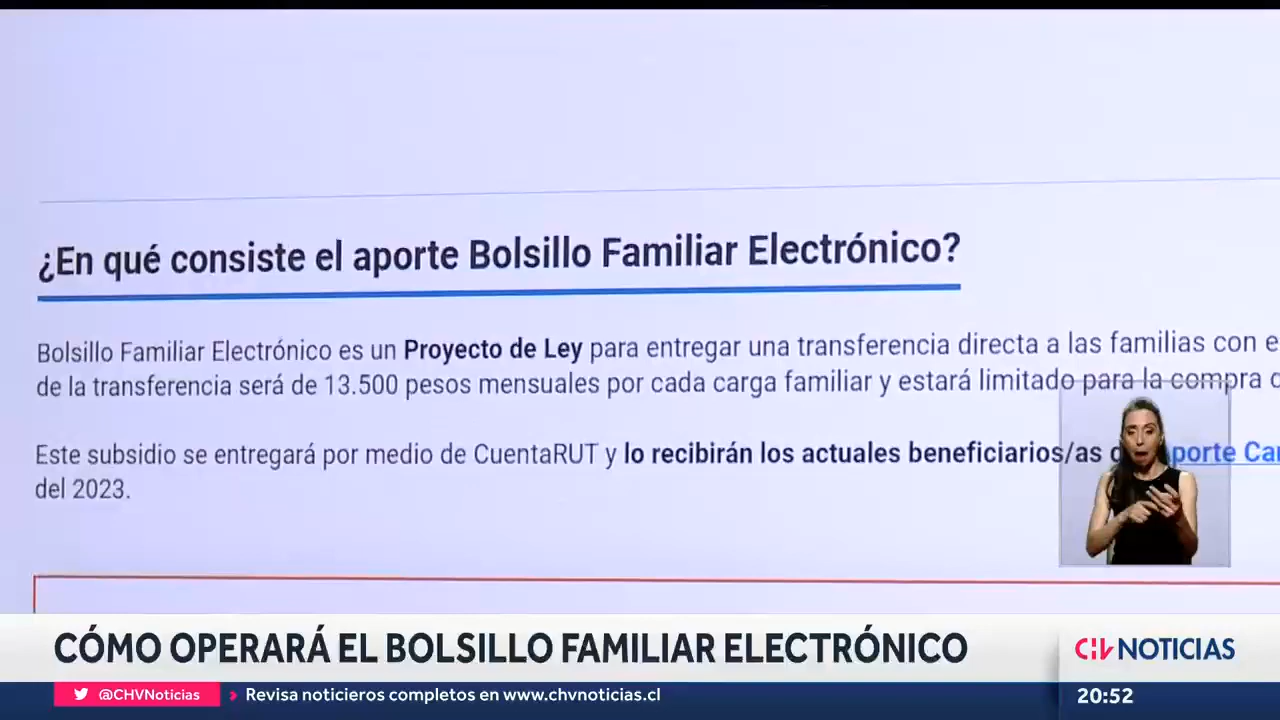 ¿En qué consiste el aporte Bolsillo Familiar Electrónico?
Bolsillo Familiar Electrónico es un Proyecto de Ley para entregar una transferencia directa a las familias con e
de la transferencia será de 13.500 pesos mensuales por cada carga familiar y estará limitado para la compra
Este subsidio se entregará por medio de CuentaRUT y lo recibirán los actuales beneficiarios/as Aporte Ca
del 2023.
CÓMO OPERARÁ EL BOLSILLO FAMILIAR ELECTRÓNICO
CHV NOTICIAS
@CHVNoticias > Revisa noticieros completos en www.chvnoticias.cl
20:52